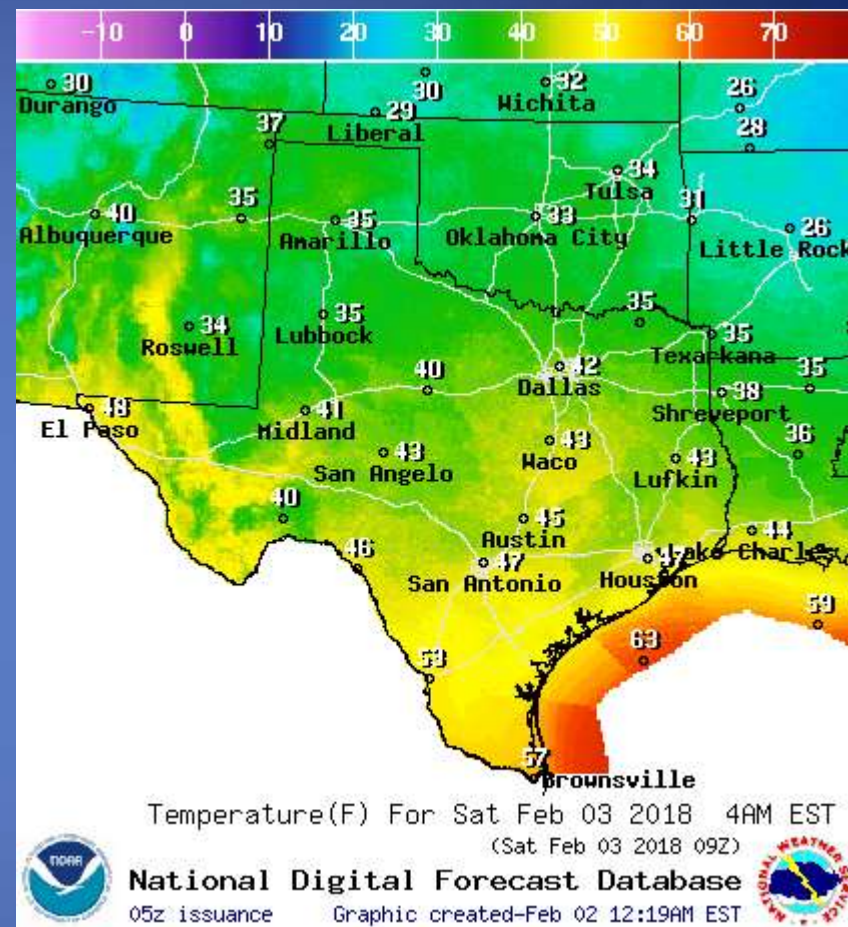 -10 0 10 20 30 40 50 60 70
30
Durango
30
32
Wichita
29
Liberal
26
28
37
34
Tulsa
40
Albuquerque
35
35
Amarillo
33
Oklahoma City
31
26
Little Rock
34
Roswell
35
Lubbock
35
35
Texarkana
42
Dallas
40
38
Shreveport
35
48
El Paso
41
Midland
43
San Angelo
43
Waco
43
Lufkin
36
40
45
Austin
44
Lake Charles
46
47
San Antonio
47
Houston
53
63
59
57
Brownsville
Temperature(F) For Sat Feb 03 2018 4AM EST
(Sat Feb 03 2018 09Z)
National Digital Forecast Database
05z issuance Graphic created-Feb 02 12:19AM EST
NOAA
NATIONAL WEATHER SERVICE